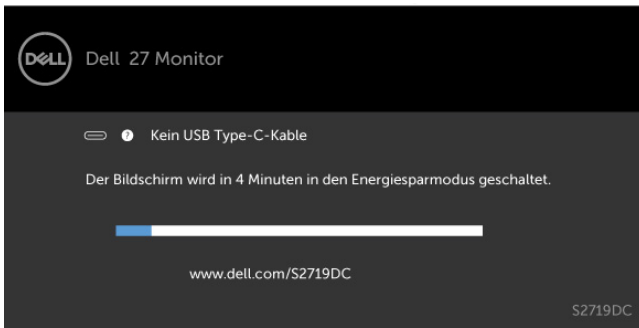 DELL
Dell 27 Monitor
? Kein USB Type-C-Kable
Der Bildschirm wird in 4 Minuten in den Energiesparmodus geschaltet.
www.dell.com/S2719DC
S2719DC